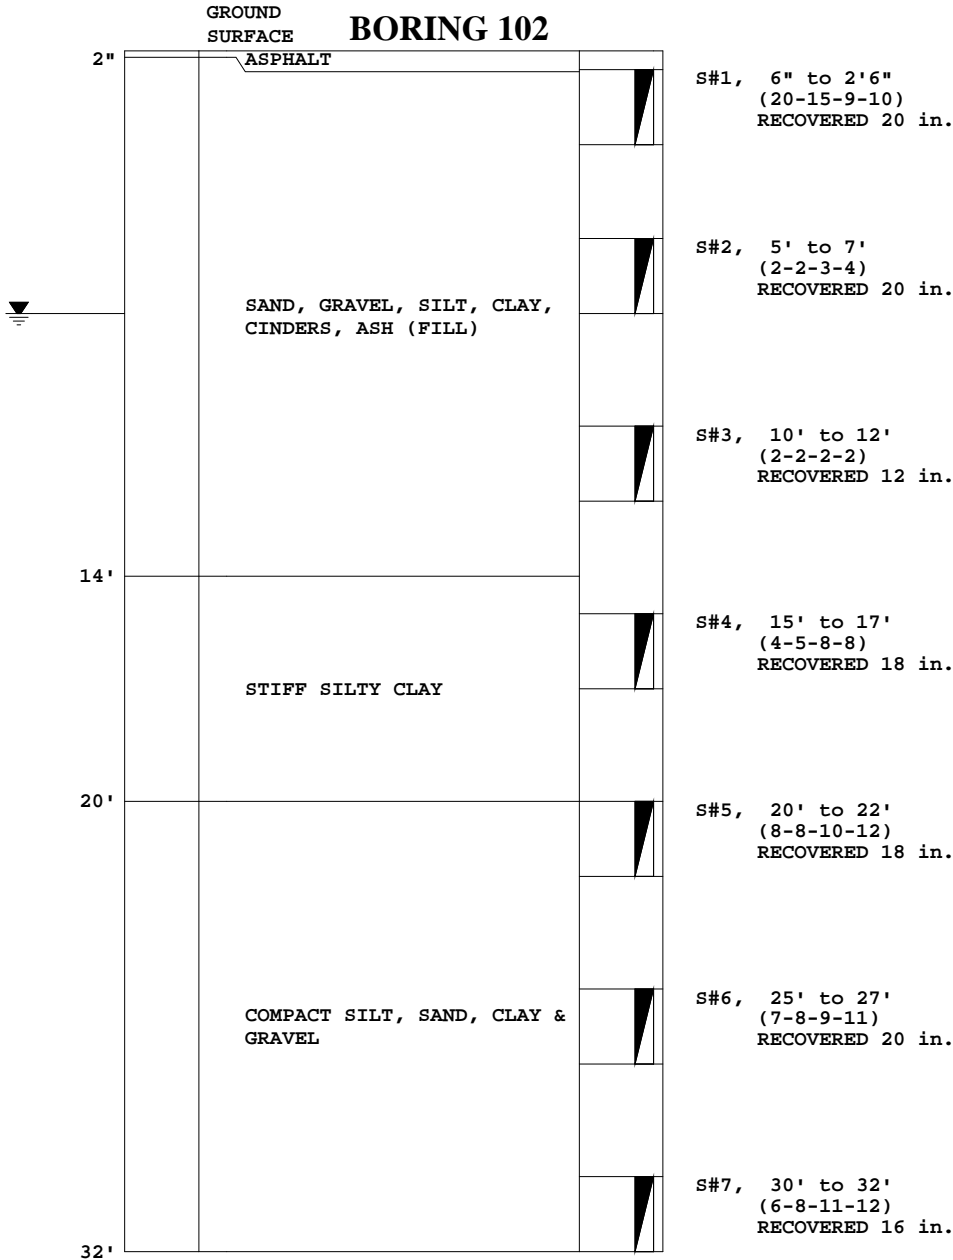 GROUND
SURFACE
BORING 102
2"
ASPHALT
S#1, 6" to 2'6"
(20-15-9-10)
RECOVERED 20 in.
S#2, 5' to 7'
(2-2-3-4)
RECOVERED 20 in.
SAND, GRAVEL, SILT, CLAY,
CINDERS, ASH (FILL)
S#3, 10' to 12'
(2-2-2-2)
RECOVERED 12 in.
14'
S#4, 15' to 17'
(4-5-8-8)
RECOVERED 18 in.
STIFF SILTY CLAY
20'
S#5, 20' to 22'
(8-8-10-12)
RECOVERED 18 in.
S#6, 25' to 27'
(7-8-9-11)
RECOVERED 20 in.
COMPACT SILT, SAND, CLAY &
GRAVEL
S#7, 30' to 32'
(6-8-11-12)
RECOVERED 16 in.
32'